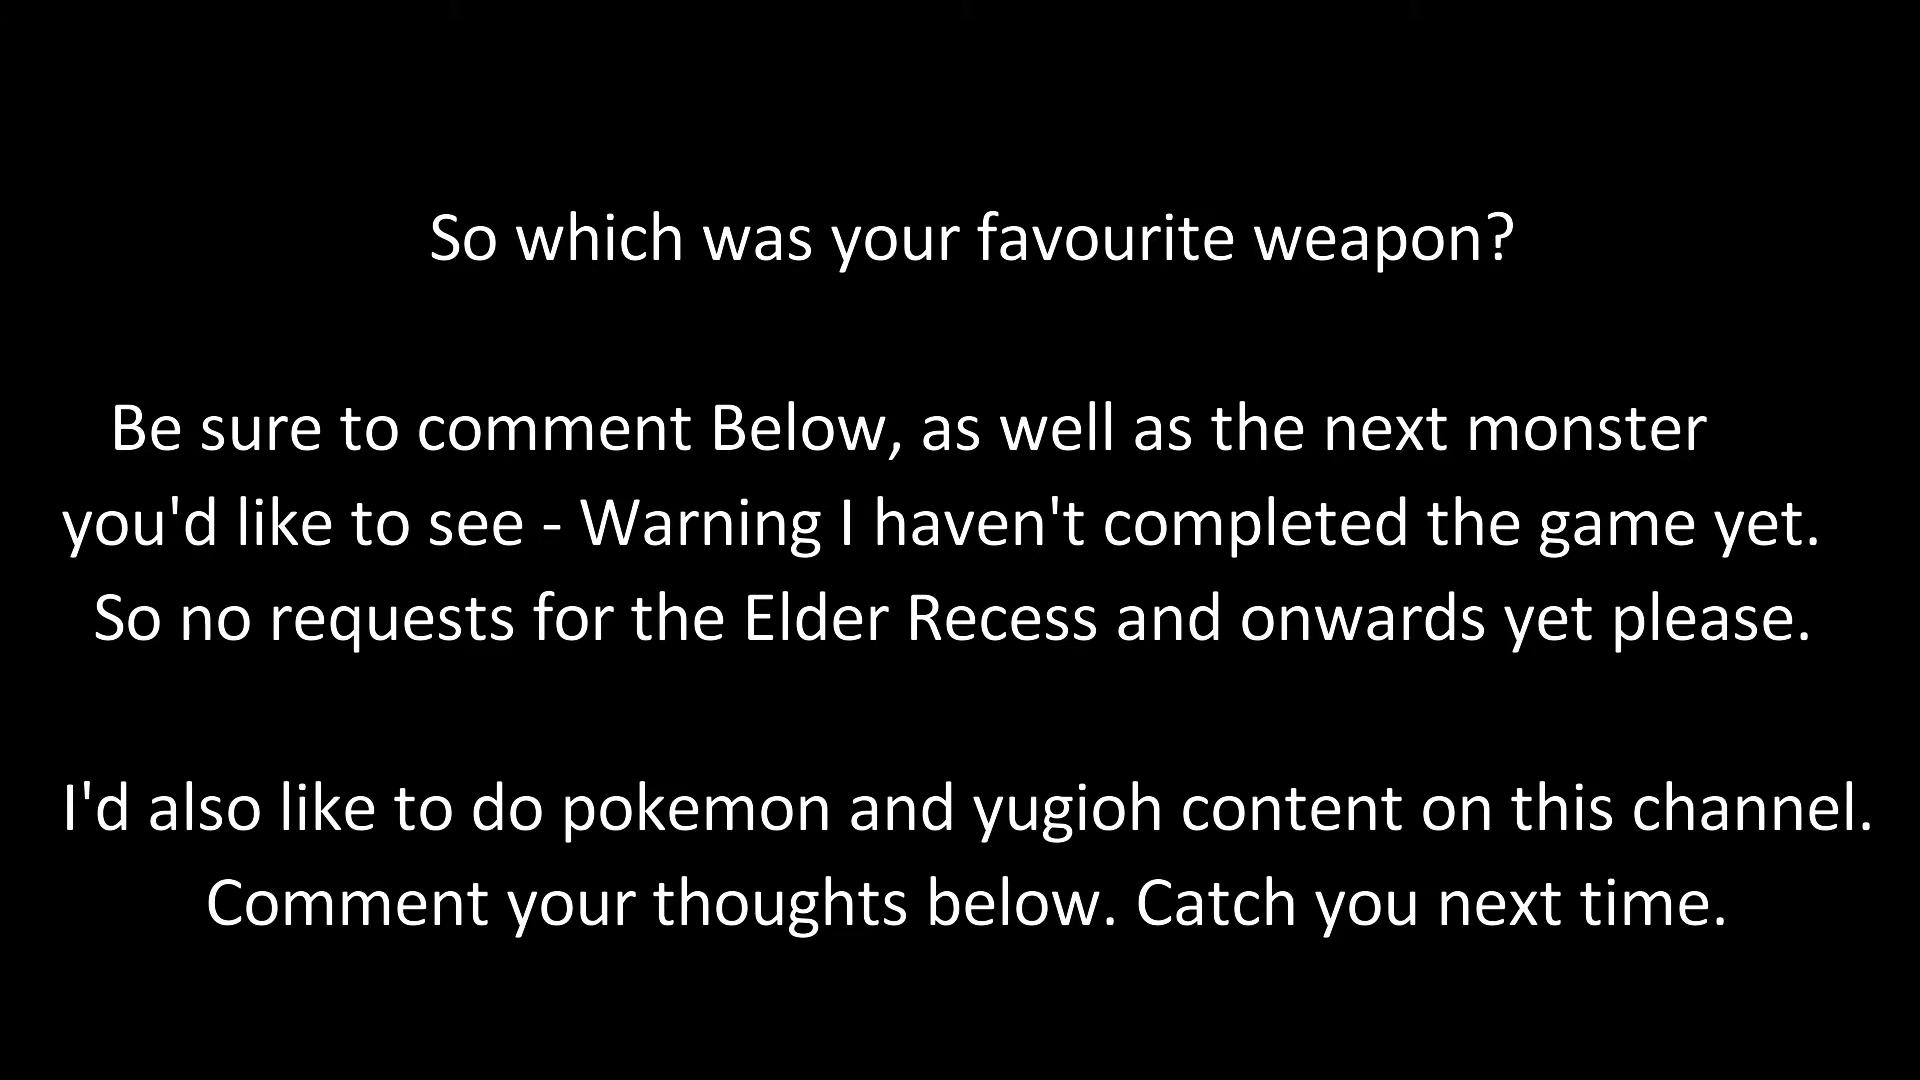 So which was your favourite weapon?
Be sure to comment Below, as well as the next monster
you'd like to see - Warning I haven't completed the game yet.
So no requests for the Elder Recess and onwards yet please.
I'd also like to do pokemon and yugioh content on this channel.
Comment your thoughts below. Catch you next time.